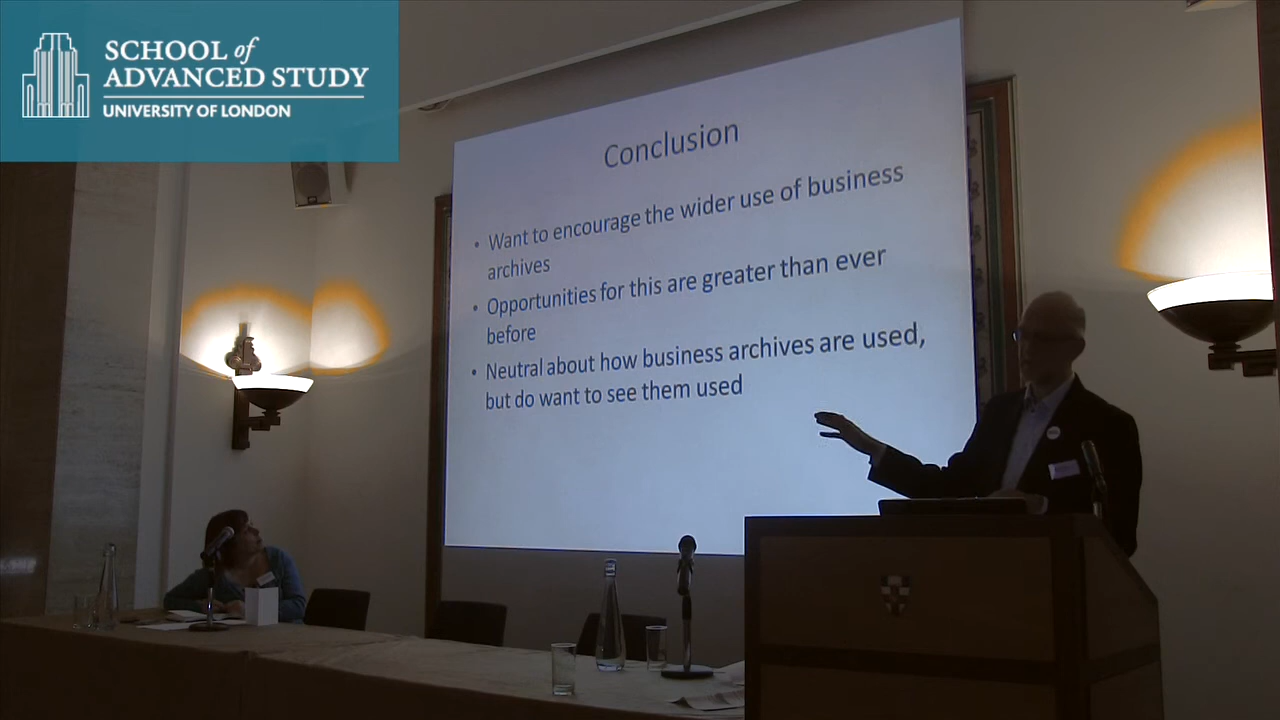 SCHOOL of
ADVANCED STUDY
UNIVERSITY OF LONDON
Conclusion
• Want to encourage the wider use of business
archives
• Opportunities for this are greater than ever
before
• Neutral about how business archives are used,
but do want to see them used